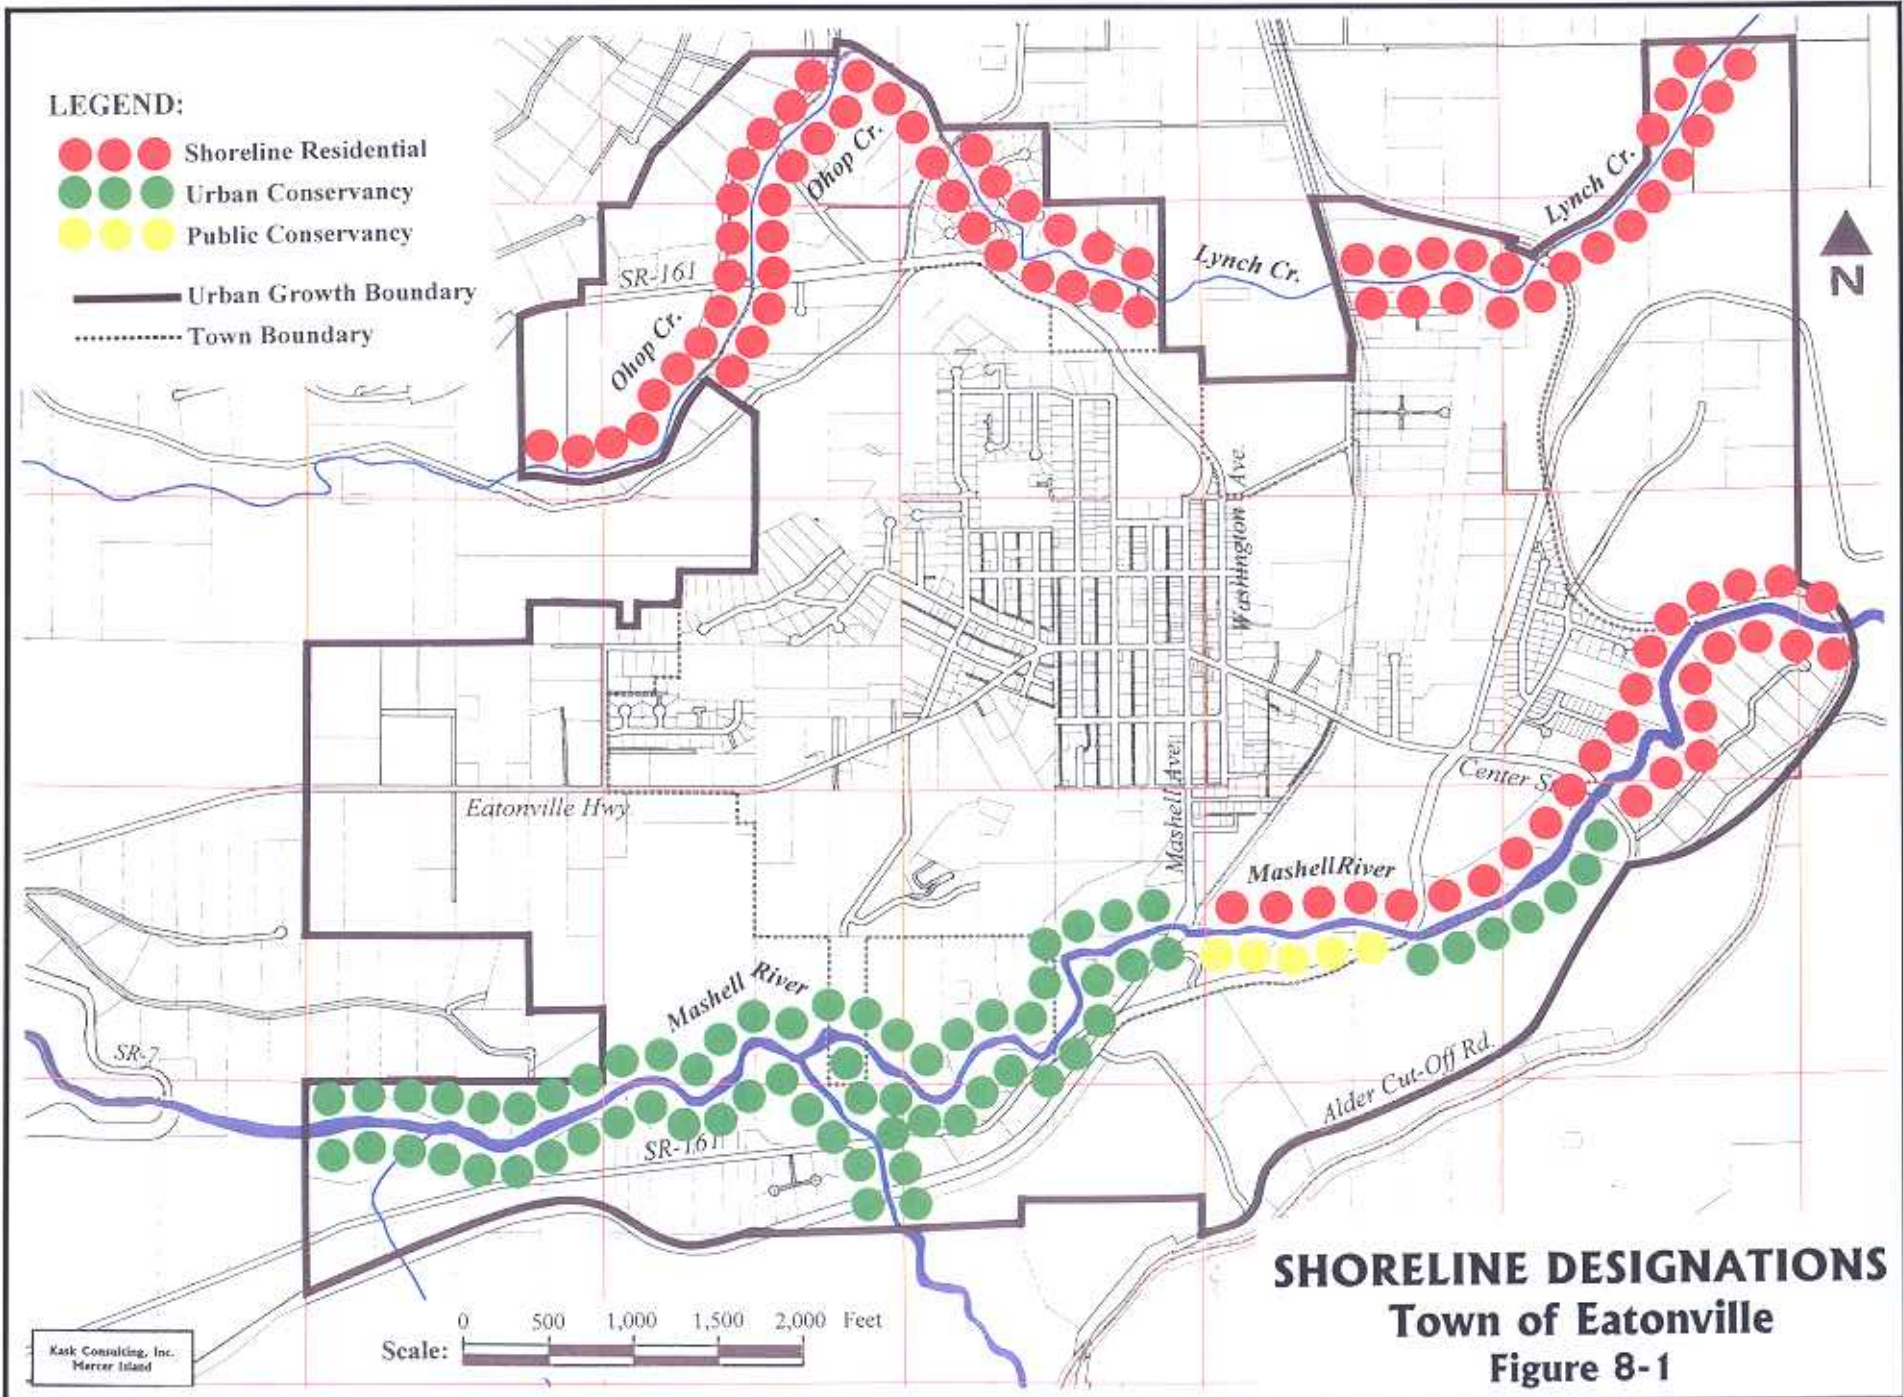 LEGEND:
Shoreline Residential
Urban Conservancy
Public Conservancy
Urban Growth Boundary
Town Boundary
Ohop Cr.
Lynch Cr.
Lynch Cr.
N
SR-161
Ohop Cr.
Washington Ave.
Center S
Eatonville Hwy
Mashell Ave.
Mashell River
Mashell River
SR-7
Alder Cut-Off Rd.
SR-161
SHORELINE DESIGNATIONS
Town of Eatonville
Figure 8-1
0 500 1,000 1,500 2,000 Feet
Scale:
Kask Consulting, Inc.
Mercer Island